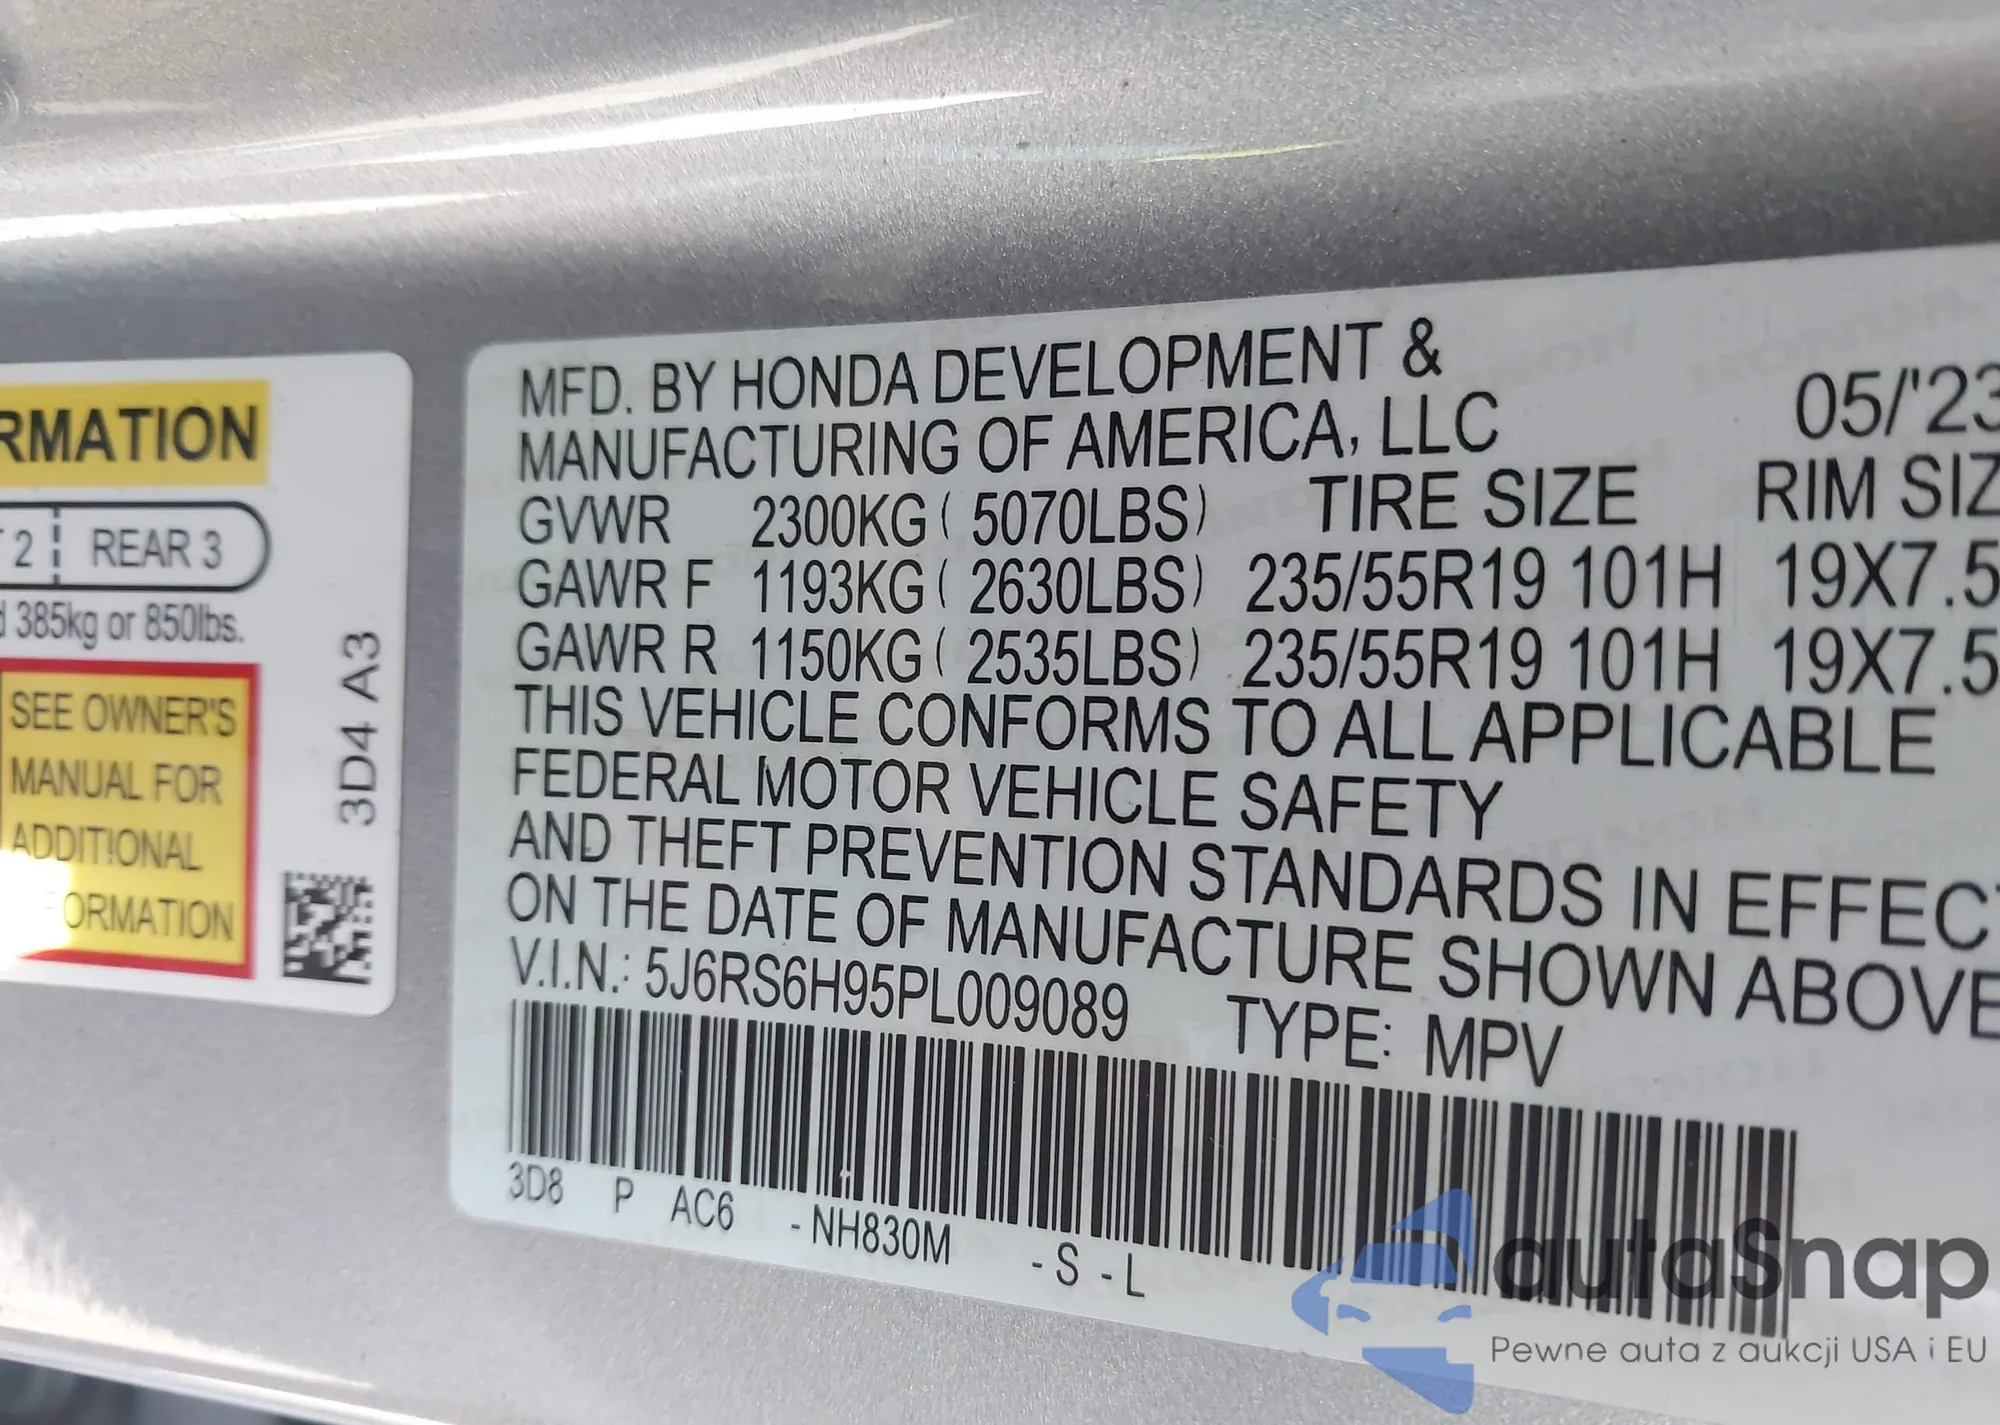 RMATION
2 REAR 3
385kg or 850lbs.
SEE OWNER'S
MANUAL FOR
ADDITIONAL
ORMATION
3D4 A3
MFD. BY HONDA DEVELOPMENT &
MANUFACTURING OF AMERICA, LLC 05/'23
GVWR 2300KG ( 5070LBS) TIRE SIZE RIM SIZ
GAWR F 1193KG ( 2630LBS) 235/55R19 101H 19X7.5
GAWR R 1150KG ( 2535LBS) 235/55R19 101H 19X7.5
THIS VEHICLE CONFORMS TO ALL APPLICABLE
FEDERAL MOTOR VEHICLE SAFETY
AND THEFT PREVENTION STANDARDS IN EFFECT
ON THE DATE OF MANUFACTURE SHOWN ABOVE
V.I.N.: 5J6RS6H95PL009089 TYPE: MPV
3D8 P AC6 - NH830M - S - L
autaSnap
Pewne auta z aukcji USA i EU